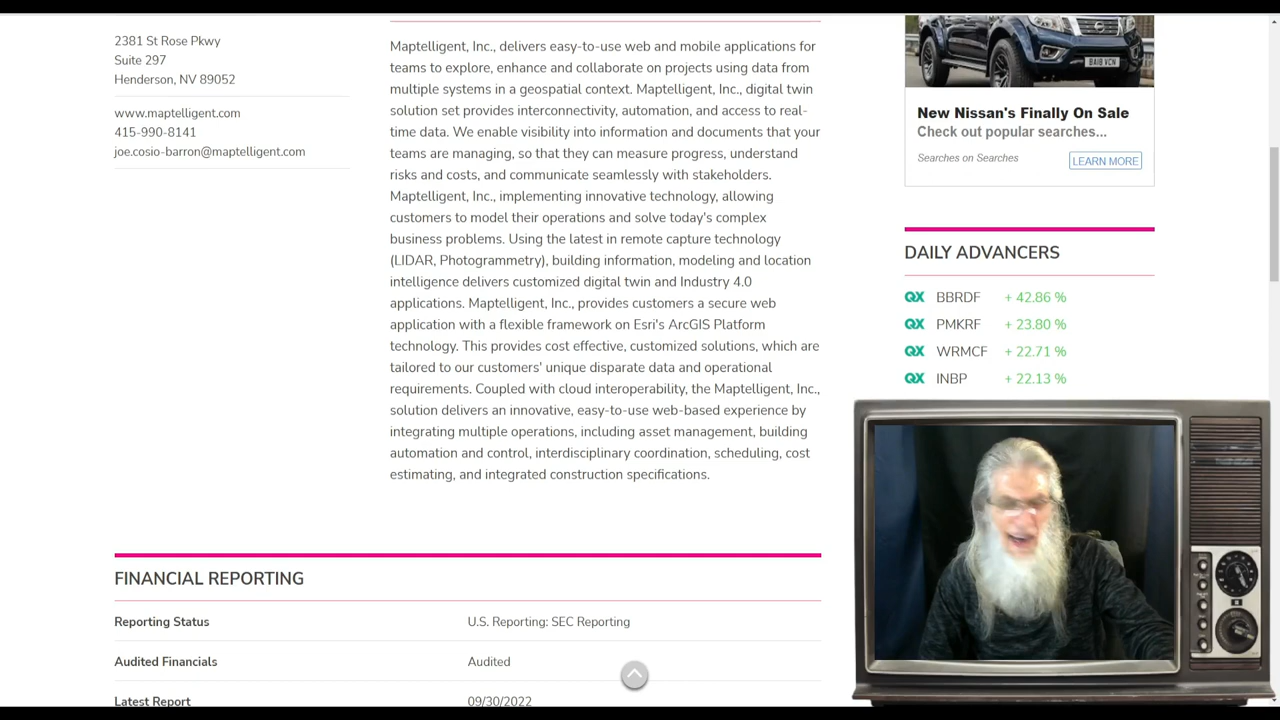 2381 St Rose Pkwy
Suite 297
Henderson, NV 89052
www.maptelligent.com
415-990-8141
joe.cosio-barron@maptelligent.com
Maptelligent, Inc., delivers easy-to-use web and mobile applications for
teams to explore, enhance and collaborate on projects using data from
multiple systems in a geospatial context. Maptelligent, Inc., digital twin
solution set provides interconnectivity, automation, and access to real-
time data. We enable visibility into information and documents that your
teams are managing, so that they can measure progress, understand
risks and costs, and communicate seamlessly with stakeholders.
Maptelligent, Inc., implementing innovative technology, allowing
customers to model their operations and solve today's complex
business problems. Using the latest in remote capture technology
(LIDAR, Photogrammetry), building information, modeling and location
intelligence delivers customized digital twin and Industry 4.0
applications. Maptelligent, Inc., provides customers a secure web
application with a flexible framework on Esri's ArcGIS Platform
technology. This provides cost effective, customized solutions, which are
tailored to our customers' unique disparate data and operational
requirements. Coupled with cloud interoperability, the Maptelligent, Inc.,
solution delivers an innovative, easy-to-use web-based experience by
integrating multiple operations, including asset management, building
automation and control, interdisciplinary coordination, scheduling, cost
estimating, and integrated construction specifications.
FINANCIAL REPORTING
Reporting Status U.S. Reporting: SEC Reporting
Audited Financials Audited
Latest Report 09/30/2022
BA18 VCN
New Nissan's Finally On Sale
Check out popular searches...
Searches on Searches
LEARN MORE
DAILY ADVANCERS
QX BBRDF + 42.86 %
QX PMKRF + 23.80 %
QX WRMCF + 22.71 %
QX INBP + 22.13 %